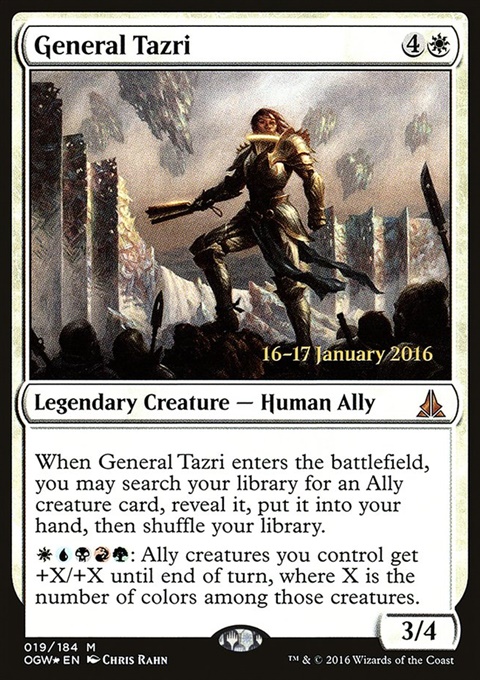 General Tazri 4
16-17 January 2016
Legendary Creature — Human Ally
When General Tazri enters the battlefield,
you may search your library for an Ally
creature card, reveal it, put it into your
hand, then shuffle your library.
: Ally creatures you control get
+X/+X until end of turn, where X is the
number of colors among those creatures.
3/4
019/184 M
OGW★EN Chris Rahn
™ & © 2016 Wizards of the Coast